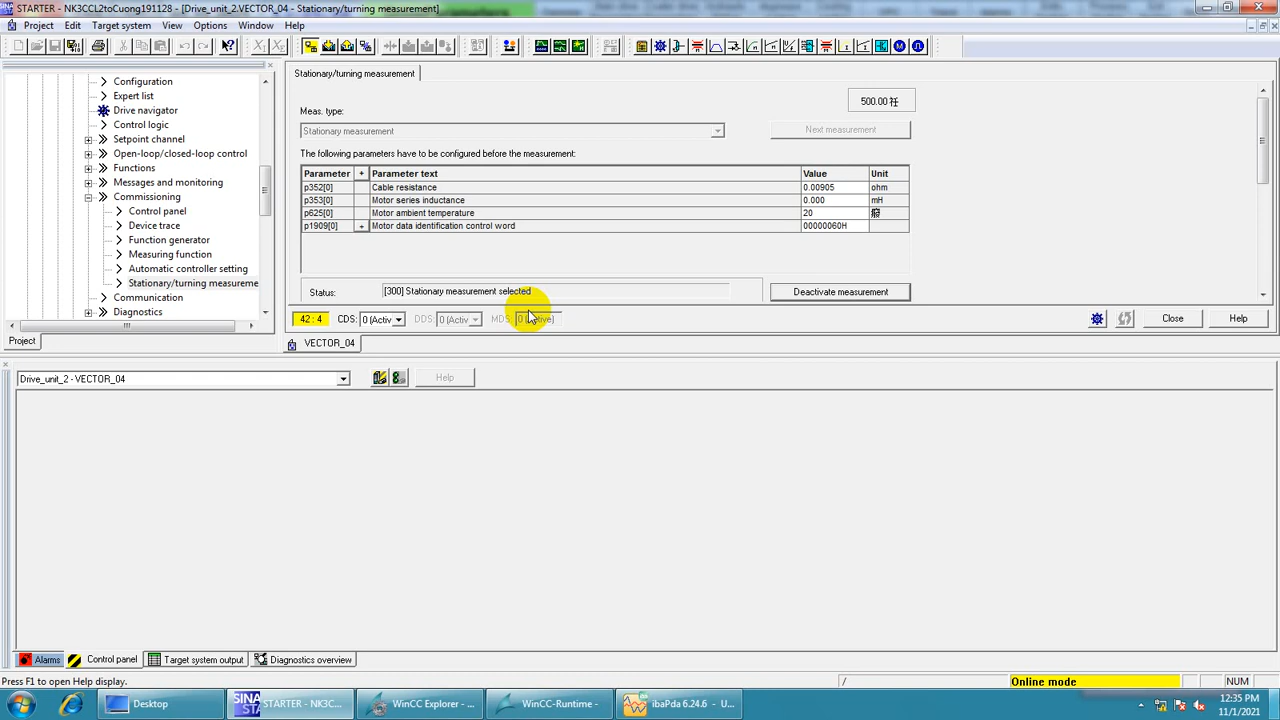 STARTER - NK3CCL2toCuong191128 - [Drive_unit_2.VECTOR_04 - Stationary/turning measurement]
Project Edit Target system View Options Window Help
Configuration
Expert list
Drive navigator
Control logic
Setpoint channel
Open-loop/closed-loop control
Functions
Messages and monitoring
Commissioning
Control panel
Device trace
Function generator
Measuring function
Automatic controller setting
Stationary/turning measureme
Communication
Diagnostics
Project
Stationary/turning measurement
500.00 㐰
Meas. type:
Stationary measurement
Next measurement
The following parameters have to be configured before the measurement:
Parameter + Parameter text Value Unit
p352[0] Cable resistance 0.00905 ohm
p353[0] Motor series inductance 0.000 mH
p625[0] Motor ambient temperature 20
p1909[0] + Motor data identification control word 00000060H
Status: [300] Stationary measurement selected Deactivate measurement
42 : 4 CDS: 0 (Activ DDS: 0 (Activ MDS: 0 (Active) Close Help
VECTOR_04
Drive_unit_2 - VECTOR_04 Help
Alarms Control panel Target system output Diagnostics overview
Press F1 to open Help display. / Online mode NUM
SINA
STA
Desktop STARTER - NK3C... WinCC Explorer - ... WinCC-Runtime - ibaPda 6.24.6 - U...
12:35 PM
11/1/2021